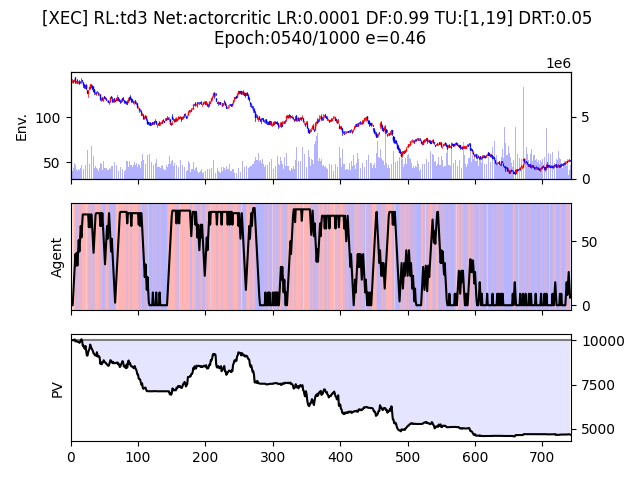 [XEC] RL:td3 Net:actorcritic LR:0.0001 DF:0.99 TU:[1,19] DRT:0.05
Epoch:0540/1000 e=0.46
1e6
Env.
100
50
5
0
Agent
50
0
PV
10000
7500
5000
0 100 200 300 400 500 600 700